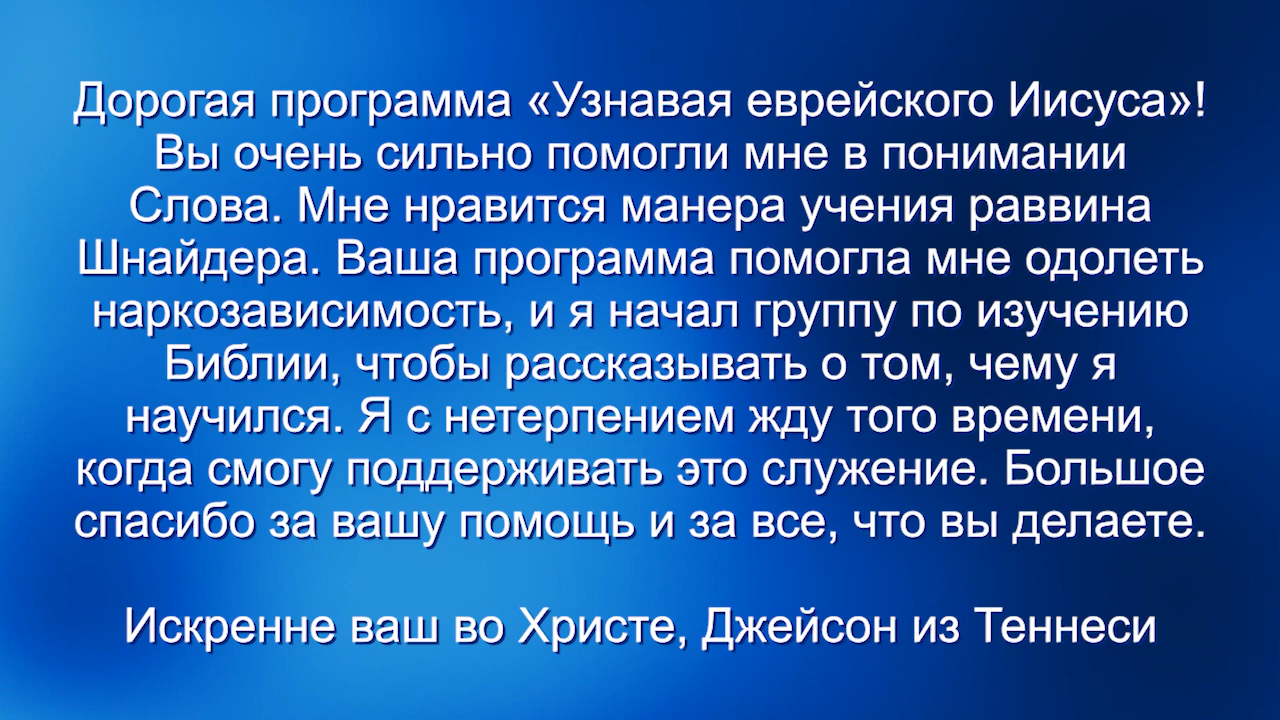 Дорогая программа «Узнавая еврейского Иисуса»!
Вы очень сильно помогли мне в понимании
Слова. Мне нравится манера учения раввина
Шнайдера. Ваша программа помогла мне одолеть
наркозависимость, и я начал группу по изучению
Библии, чтобы рассказывать о том, чему я
научился. Я с нетерпением жду того времени,
когда смогу поддерживать это служение. Большое
спасибо за вашу помощь и за все, что вы делаете.
Искренне ваш во Христе, Джейсон из Теннеси